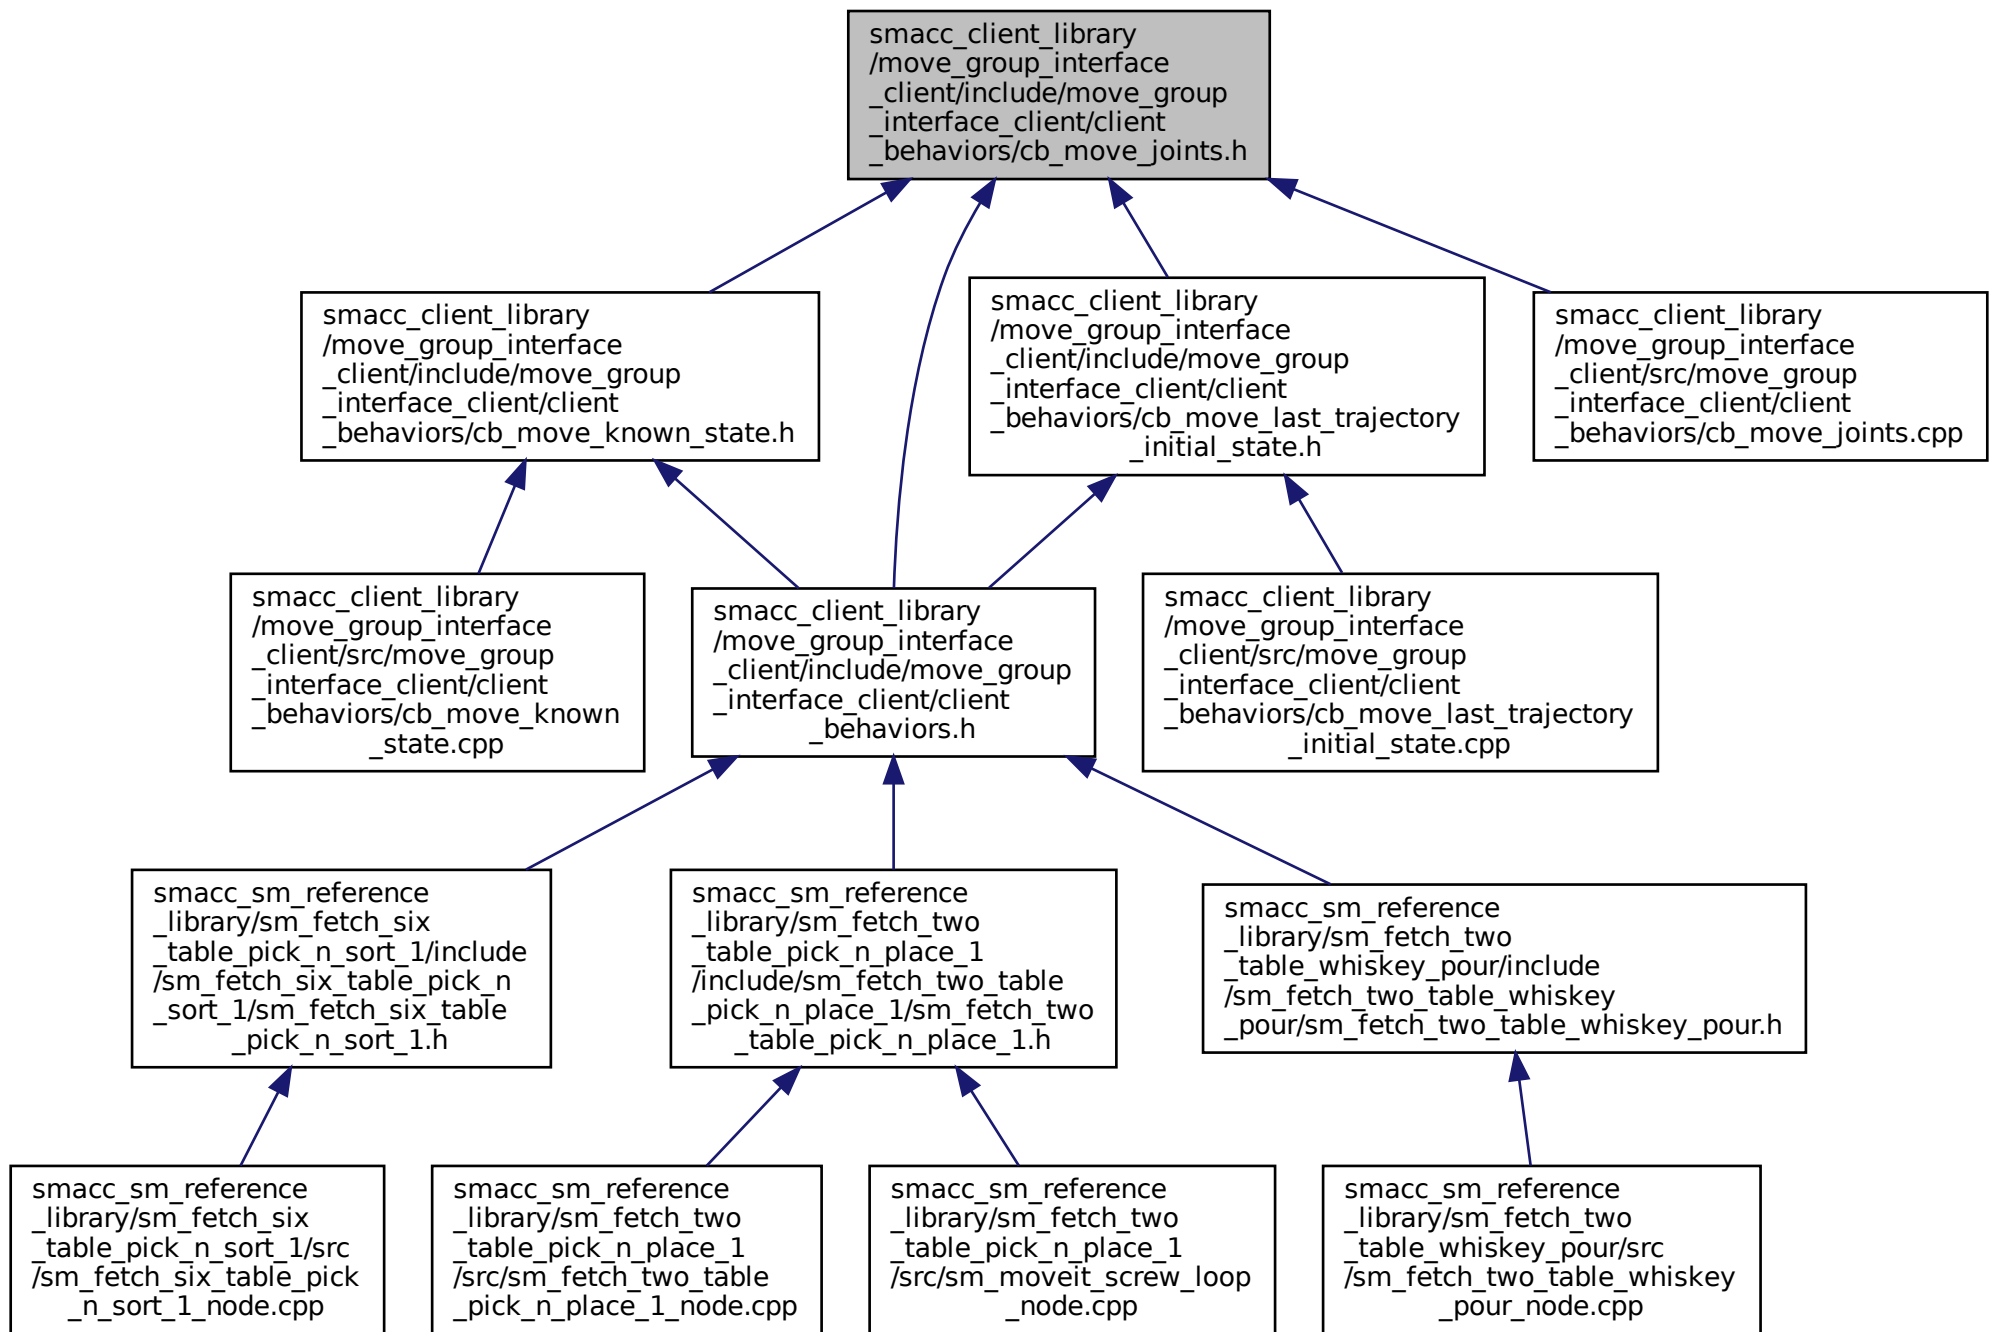 smacc_client_library
/move_group_interface
_client/include/move_group
_interface_client/client
_behaviors/cb_move_joints.h
smacc_client_library
/move_group_interface
_client/include/move_group
_interface_client/client
_behaviors/cb_move_known_state.h
smacc_client_library
/move_group_interface
_client/include/move_group
_interface_client/client
_behaviors/cb_move_last_trajectory
_initial_state.h
smacc_client_library
/move_group_interface
_client/src/move_group
_interface_client/client
_behaviors/cb_move_joints.cpp
smacc_client_library
/move_group_interface
_client/src/move_group
_interface_client/client
_behaviors/cb_move_known
_state.cpp
smacc_client_library
/move_group_interface
_client/include/move_group
_interface_client/client
_behaviors.h
smacc_client_library
/move_group_interface
_client/src/move_group
_interface_client/client
_behaviors/cb_move_last_trajectory
_initial_state.cpp
smacc_sm_reference
_library/sm_fetch_six
_table_pick_n_sort_1/include
/sm_fetch_six_table_pick_n
_sort_1/sm_fetch_six_table
_pick_n_sort_1.h
smacc_sm_reference
_library/sm_fetch_two
_table_pick_n_place_1
/include/sm_fetch_two_table
_pick_n_place_1/sm_fetch_two
_table_pick_n_place_1.h
smacc_sm_reference
_library/sm_fetch_two
_table_whiskey_pour/include
/sm_fetch_two_table_whiskey
_pour/sm_fetch_two_table_whiskey_pour.h
smacc_sm_reference
_library/sm_fetch_six
_table_pick_n_sort_1/src
/sm_fetch_six_table_pick
_n_sort_1_node.cpp
smacc_sm_reference
_library/sm_fetch_two
_table_pick_n_place_1
/src/sm_fetch_two_table
_pick_n_place_1_node.cpp
smacc_sm_reference
_library/sm_fetch_two
_table_pick_n_place_1
/src/sm_moveit_screw_loop
_node.cpp
smacc_sm_reference
_library/sm_fetch_two
_table_whiskey_pour/src
/sm_fetch_two_table_whiskey
_pour_node.cpp